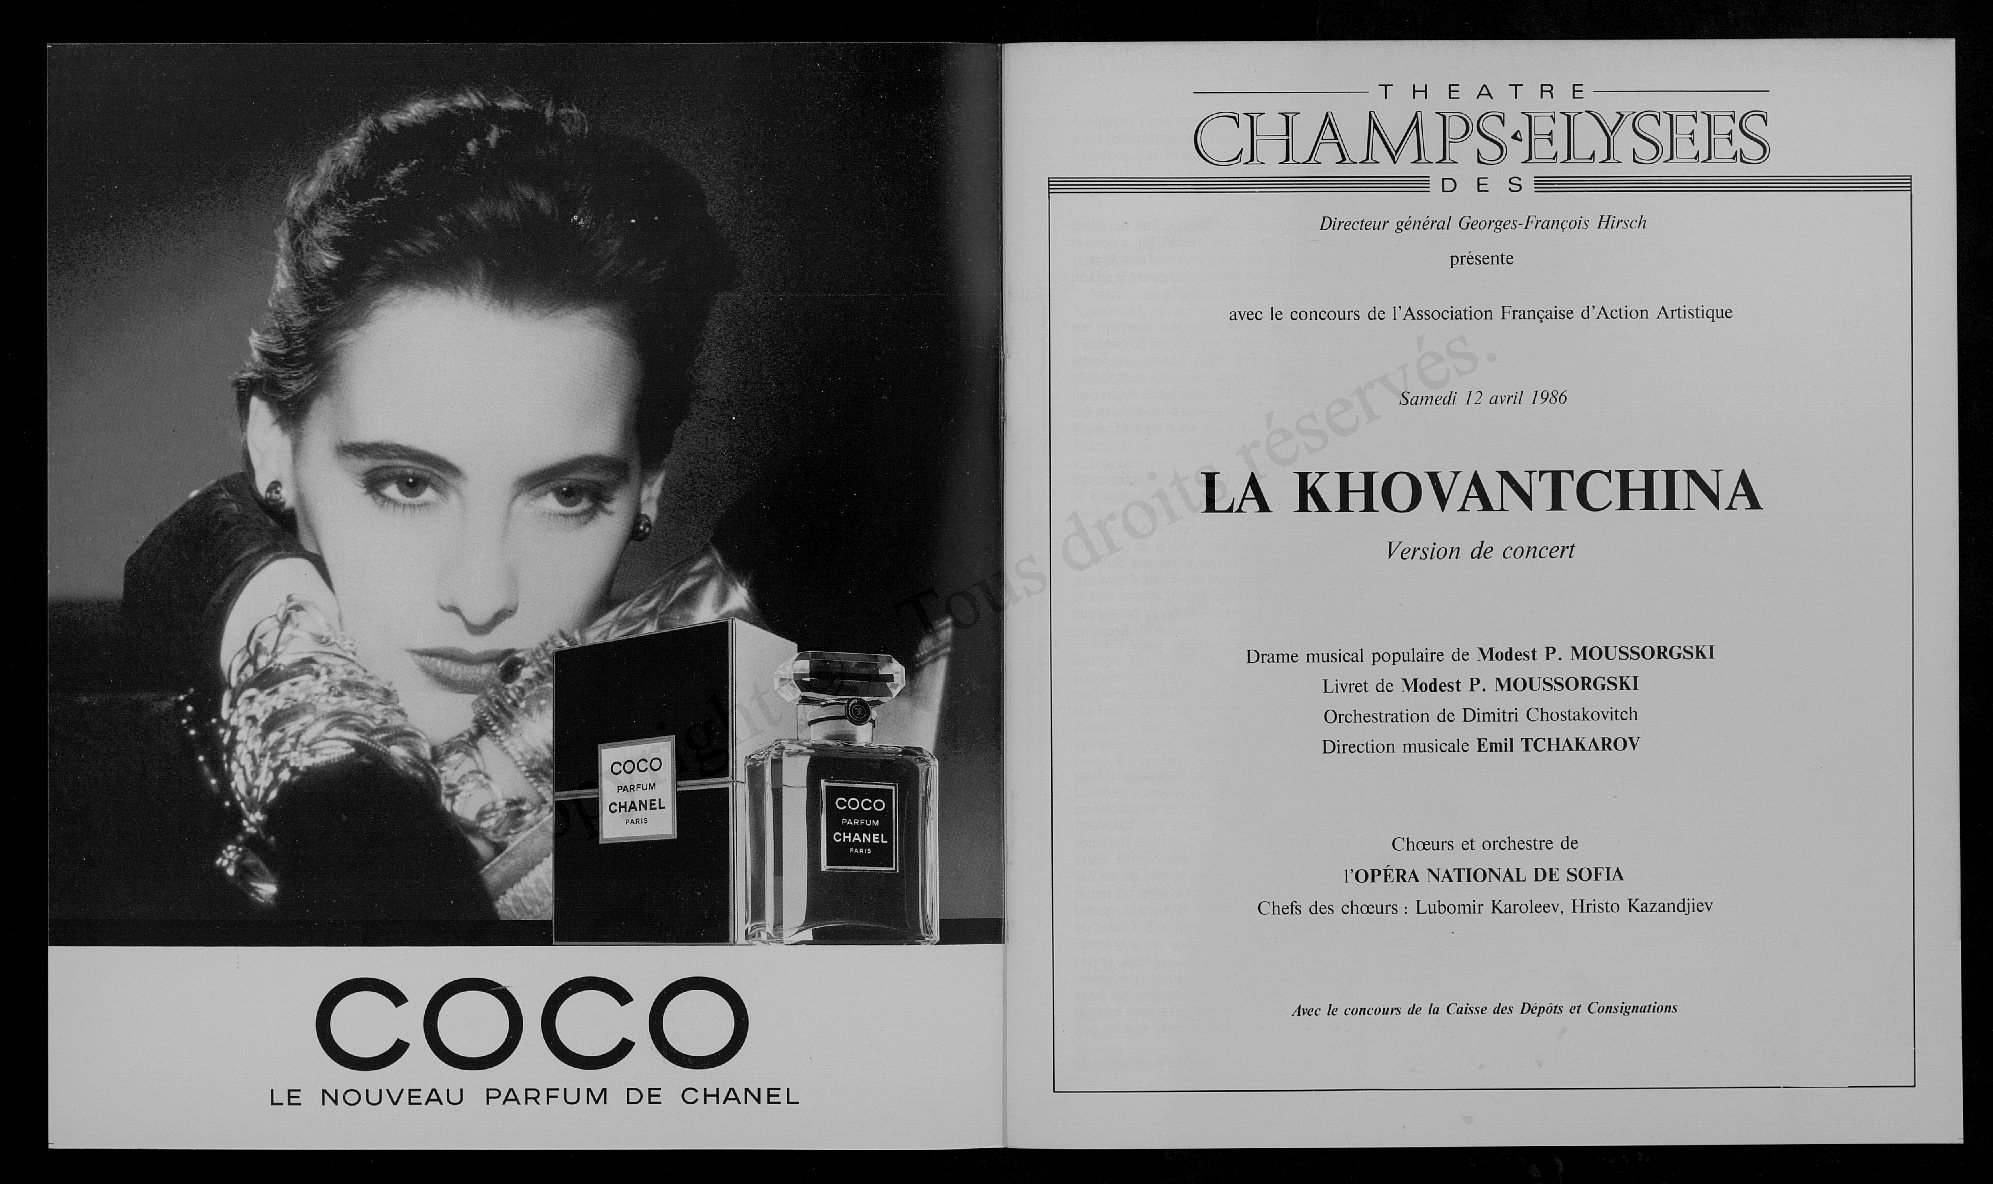 COCO
PARFUM
CHANEL
PARIS
COCO
PARFUM
CHANEL
PARIS
COCO
LE NOUVEAU PARFUM DE CHANEL
THEATRE
CHAMPS-ELYSEES
DES
Directeur général Georges-François Hirsch
présente
avec le concours de l'Association Française d'Action Artistique
Samedi 12 avril 1986
LA KHOVANTCHINA
Version de concert
Drame musical populaire de Modest P. MOUSSORGSKI
Livret de Modest P. MOUSSORGSKI
Orchestration de Dimitri Chostakovitch
Direction musicale Emil TCHAKAROV
Chœurs et orchestre de
l'OPÉRA NATIONAL DE SOFIA
Chefs des chœurs : Lubomir Karoleev, Hristo Kazandjiev
Avec le concours de la Caisse des Dépôts et Consignations
Copyright © Tous droits réservés.